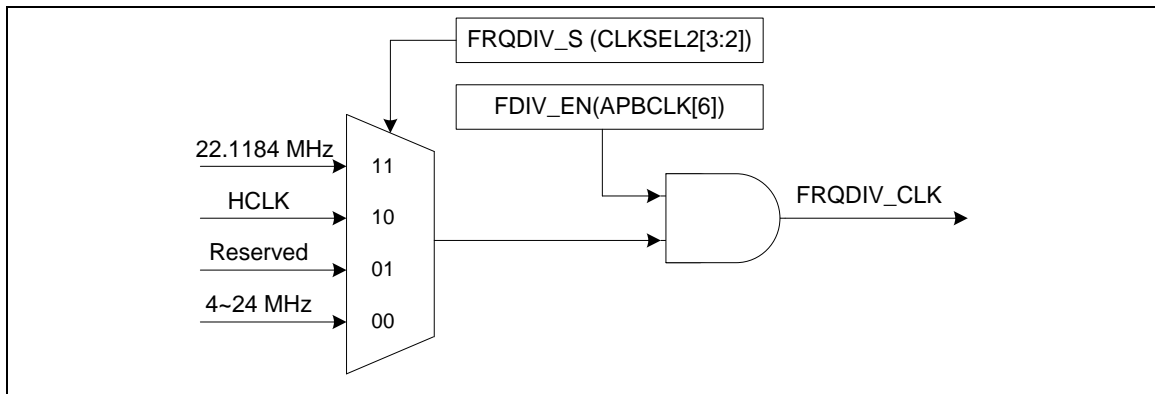 FRQDIV_S (CLKSEL2[3:2])
FDIV_EN(APBCLK[6])
22.1184 MHz
11
HCLK
10
Reserved
01
4~24 MHz
00
FRQDIV_CLK